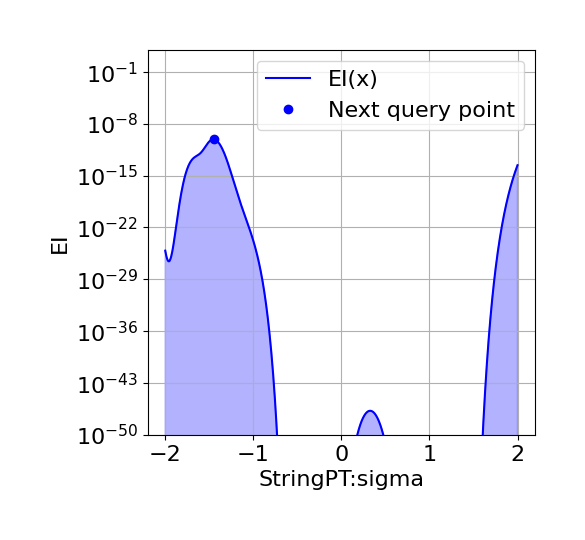 EI(x)
Next query point
10^-1
10^-8
10^-15
10^-22
10^-29
10^-36
10^-43
10^-50
EI
−2 −1 0 1 2
StringPT:sigma